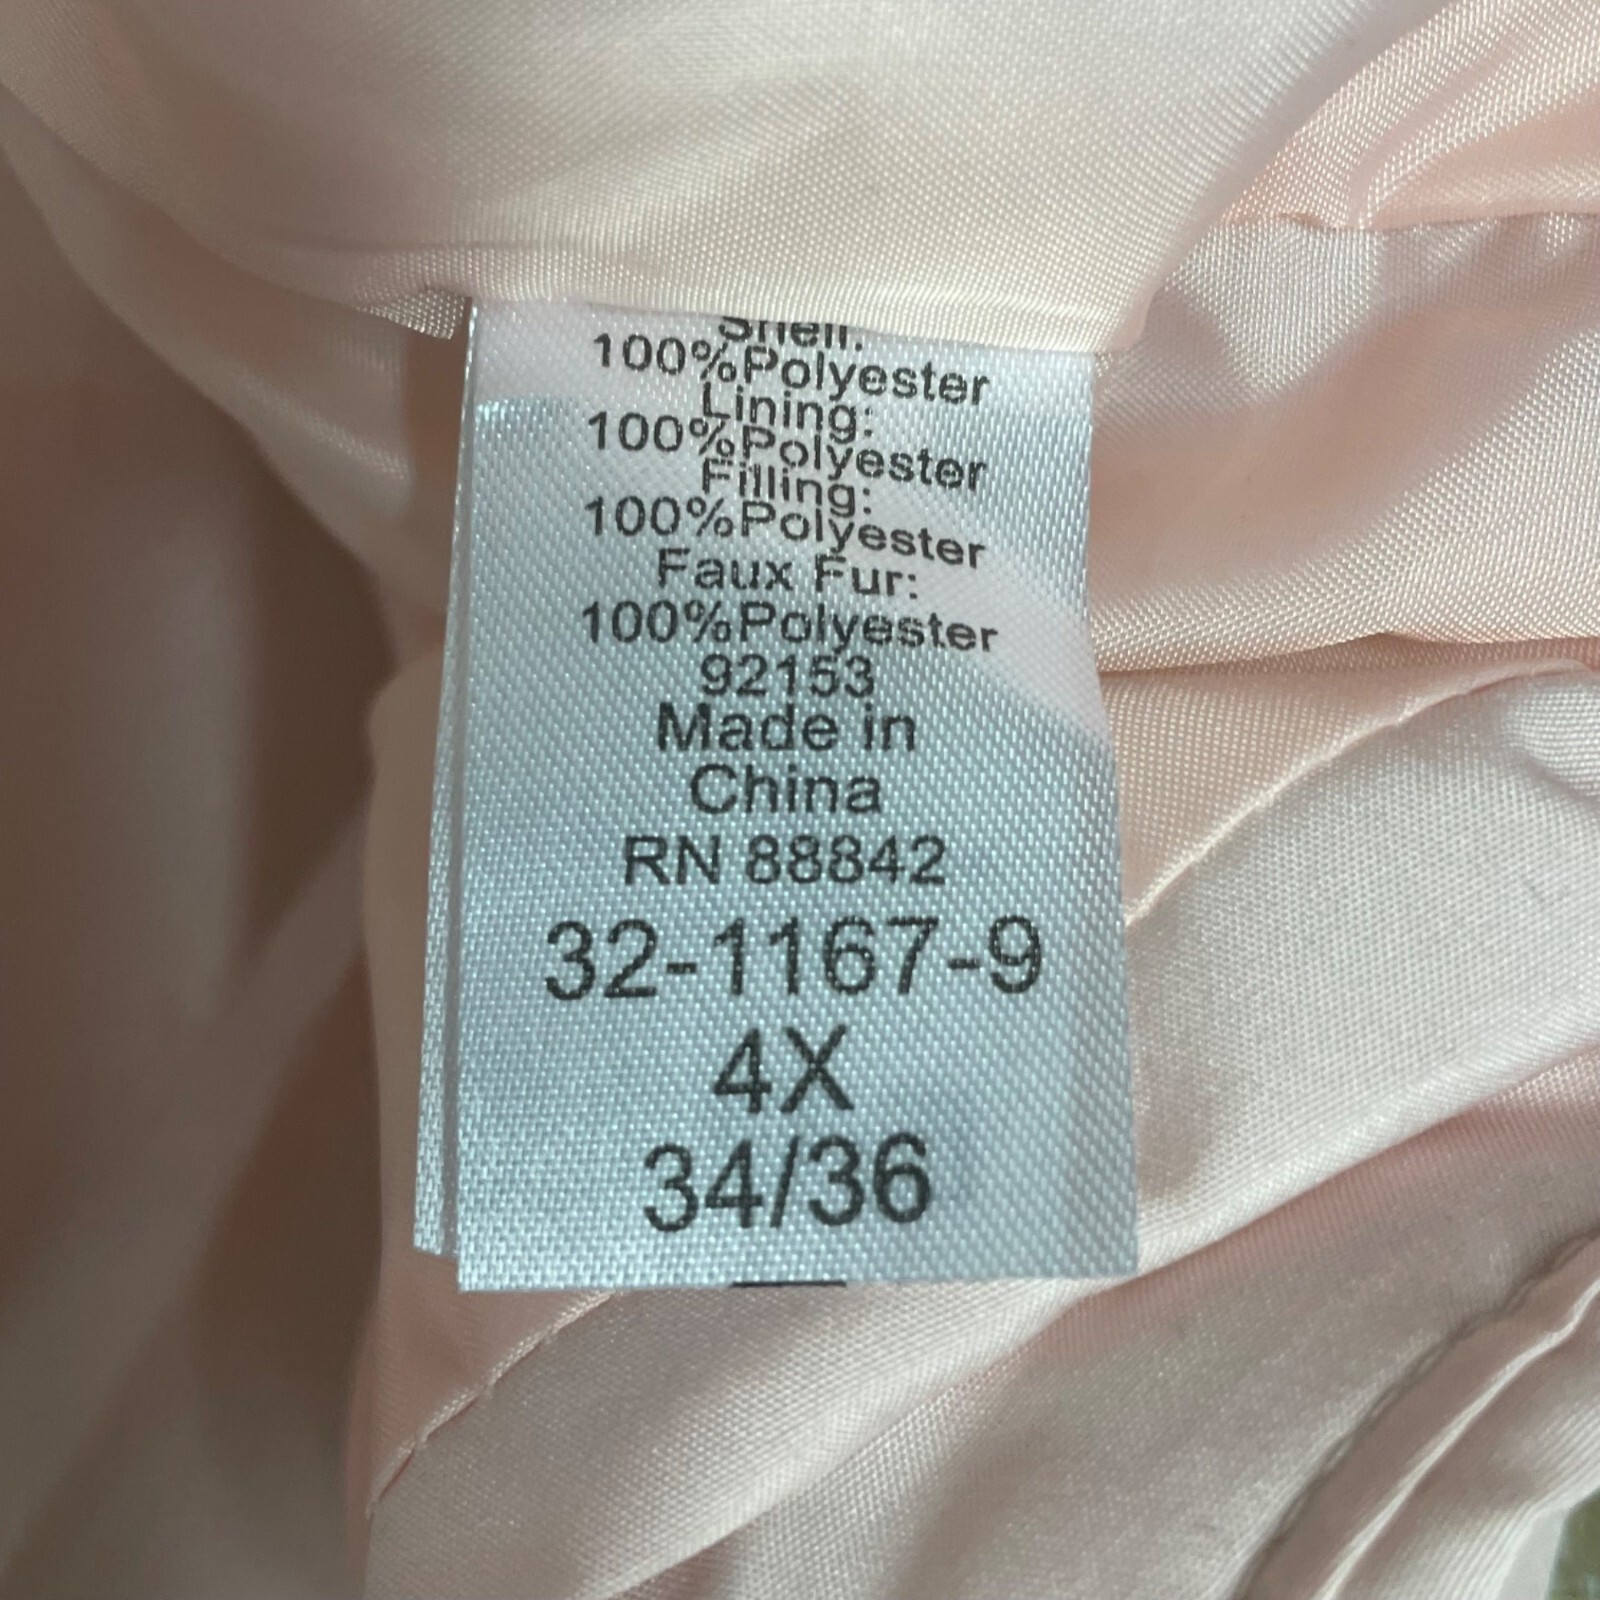 Shell:
100%Polyester
Lining:
100%Polyester
Filling:
100%Polyester
Faux Fur:
100%Polyester
92153
Made in
China
RN 88842
32-1167-9
4X
34/36